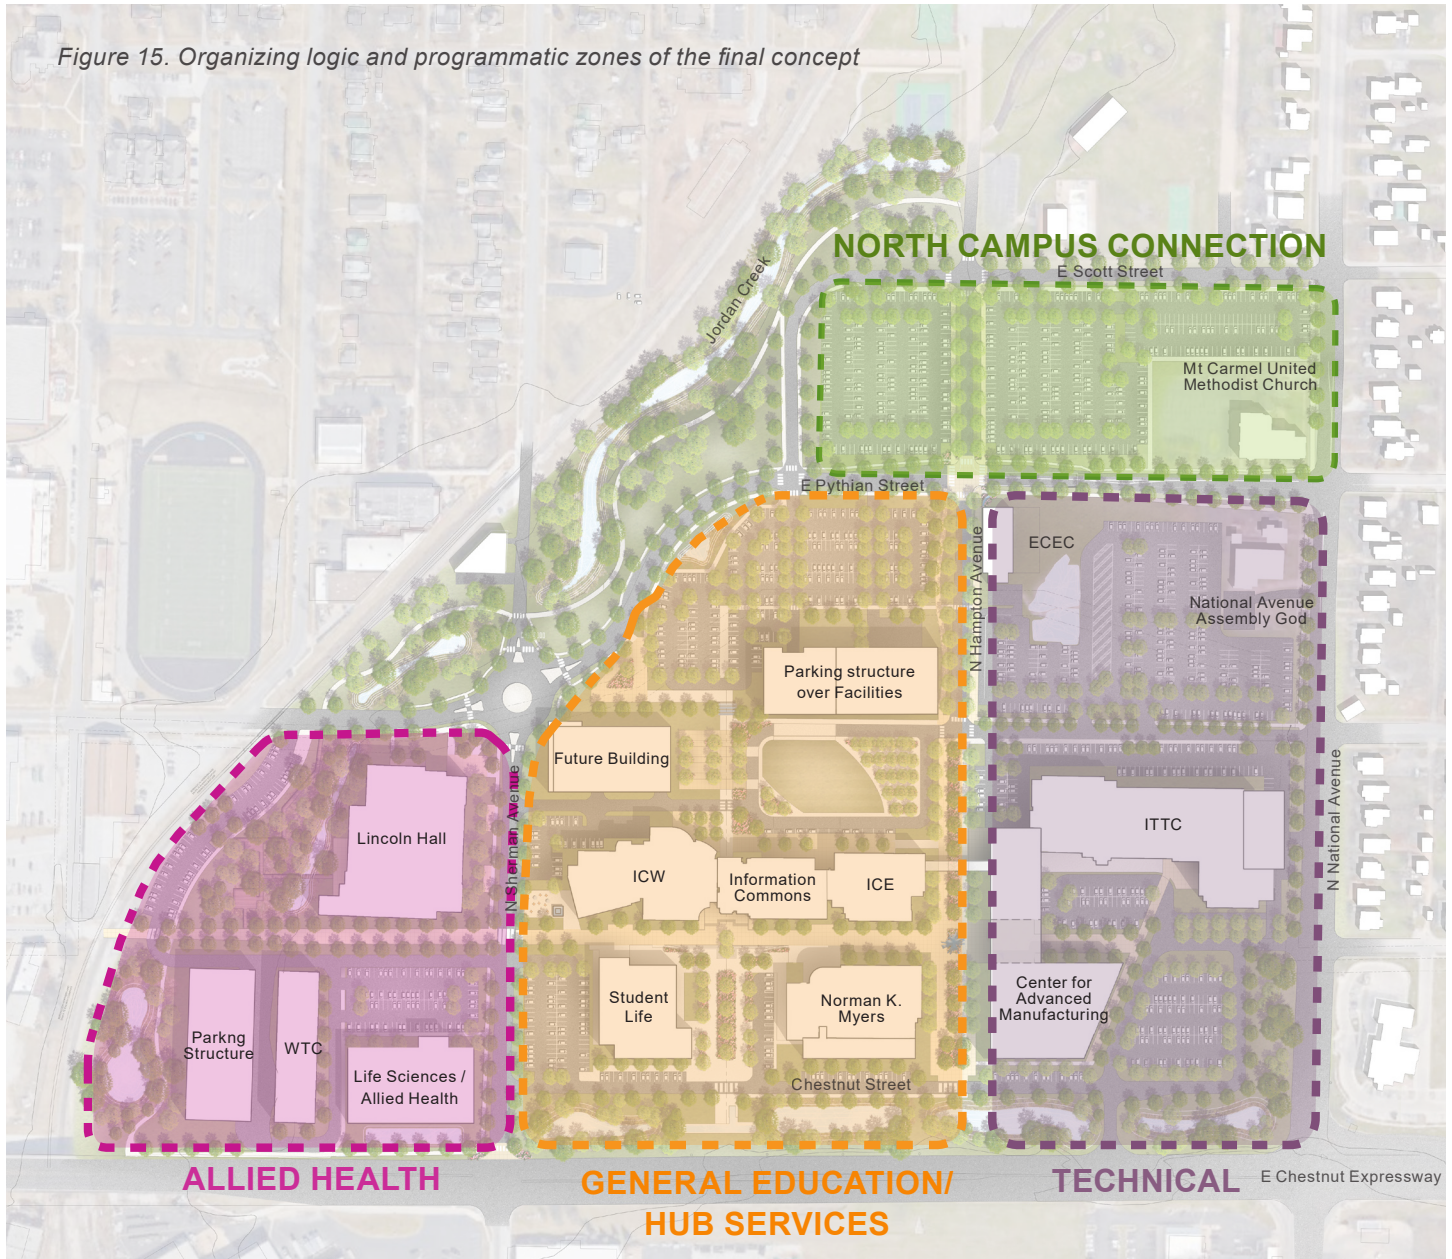 Figure 15. Organizing logic and programmatic zones of the final concept
NORTH CAMPUS CONNECTION
E Scott Street
Jordan Creek
Mt Carmel United
Methodist Church
E Pythian Street
ECEC
N Hampton Avenue
National Avenue
Assembly God
Parking structure
over Facilities
Future Building
N Sherman Avenue
N National Avenue
Lincoln Hall
ITTC
ICW
Information
Commons
ICE
Student
Life
Norman K.
Myers
Center for
Advanced
Manufacturing
Parkng
Structure
WTC
Life Sciences /
Allied Health
Chestnut Street
ALLIED HEALTH
GENERAL EDUCATION/
HUB SERVICES
TECHNICAL
E Chestnut Expressway